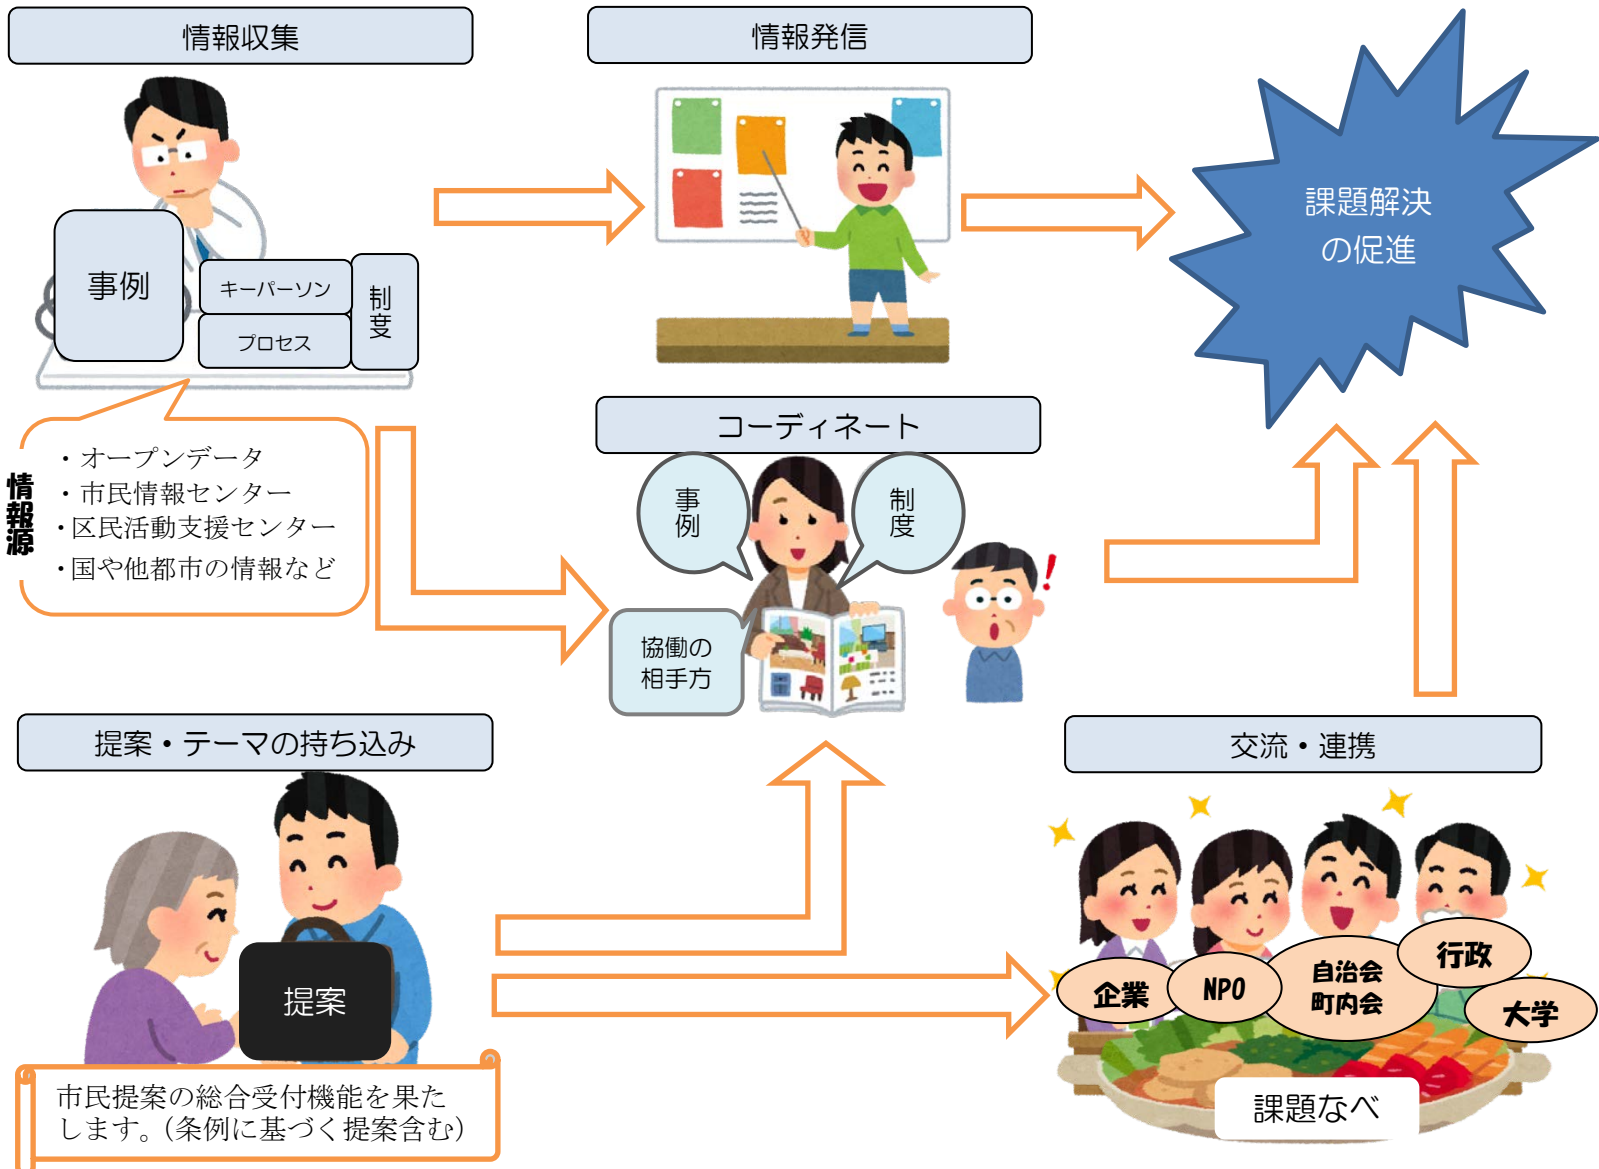 情報収集
情報発信
課題解決
の促進
事例
キーパーソン
プロセス
制度
情報源
・オープンデータ
・市民情報センター
・区民活動支援センター
・国や他都市の情報など
コーディネート
事例
制度
協働の
相手方
提案・テーマの持ち込み
提案
市民提案の総合受付機能を果た
します。（条例に基づく提案含む）
交流・連携
企業
NPO
自治会
町内会
行政
大学
課題なべ